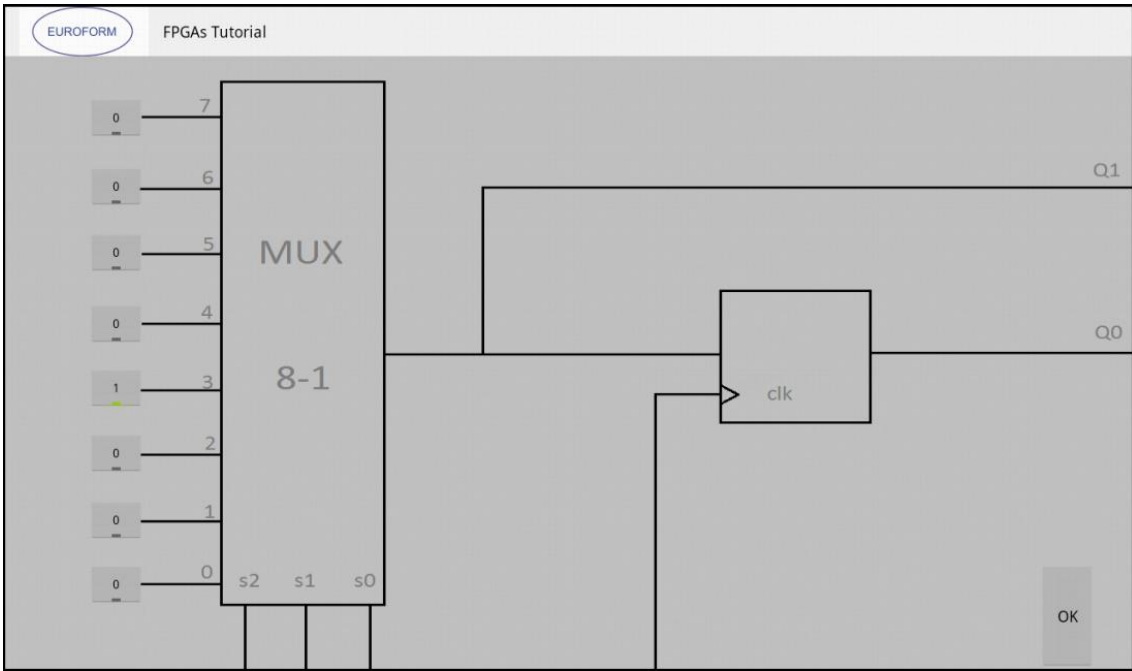 EUROFORM
FPGAs Tutorial
0 7
0 6
0 5
0 4
1 3
0 2
0 1
0 0
MUX
8-1
s2 s1 s0
clk
Q1
Q0
OK